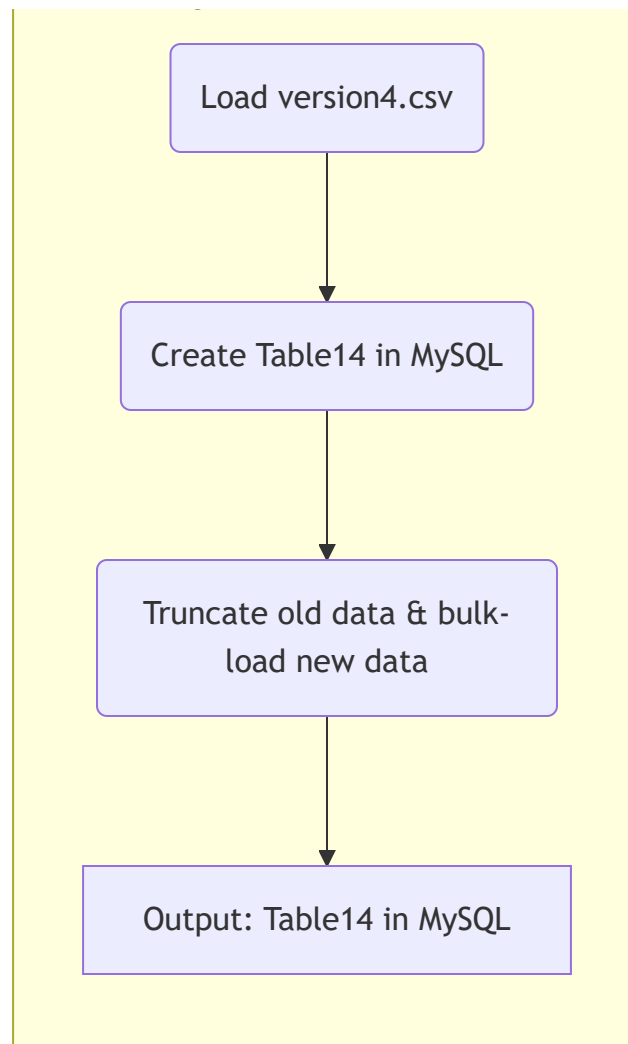 Load version4.csv
Create Table14 in MySQL
Truncate old data & bulk-
load new data
Output: Table14 in MySQL